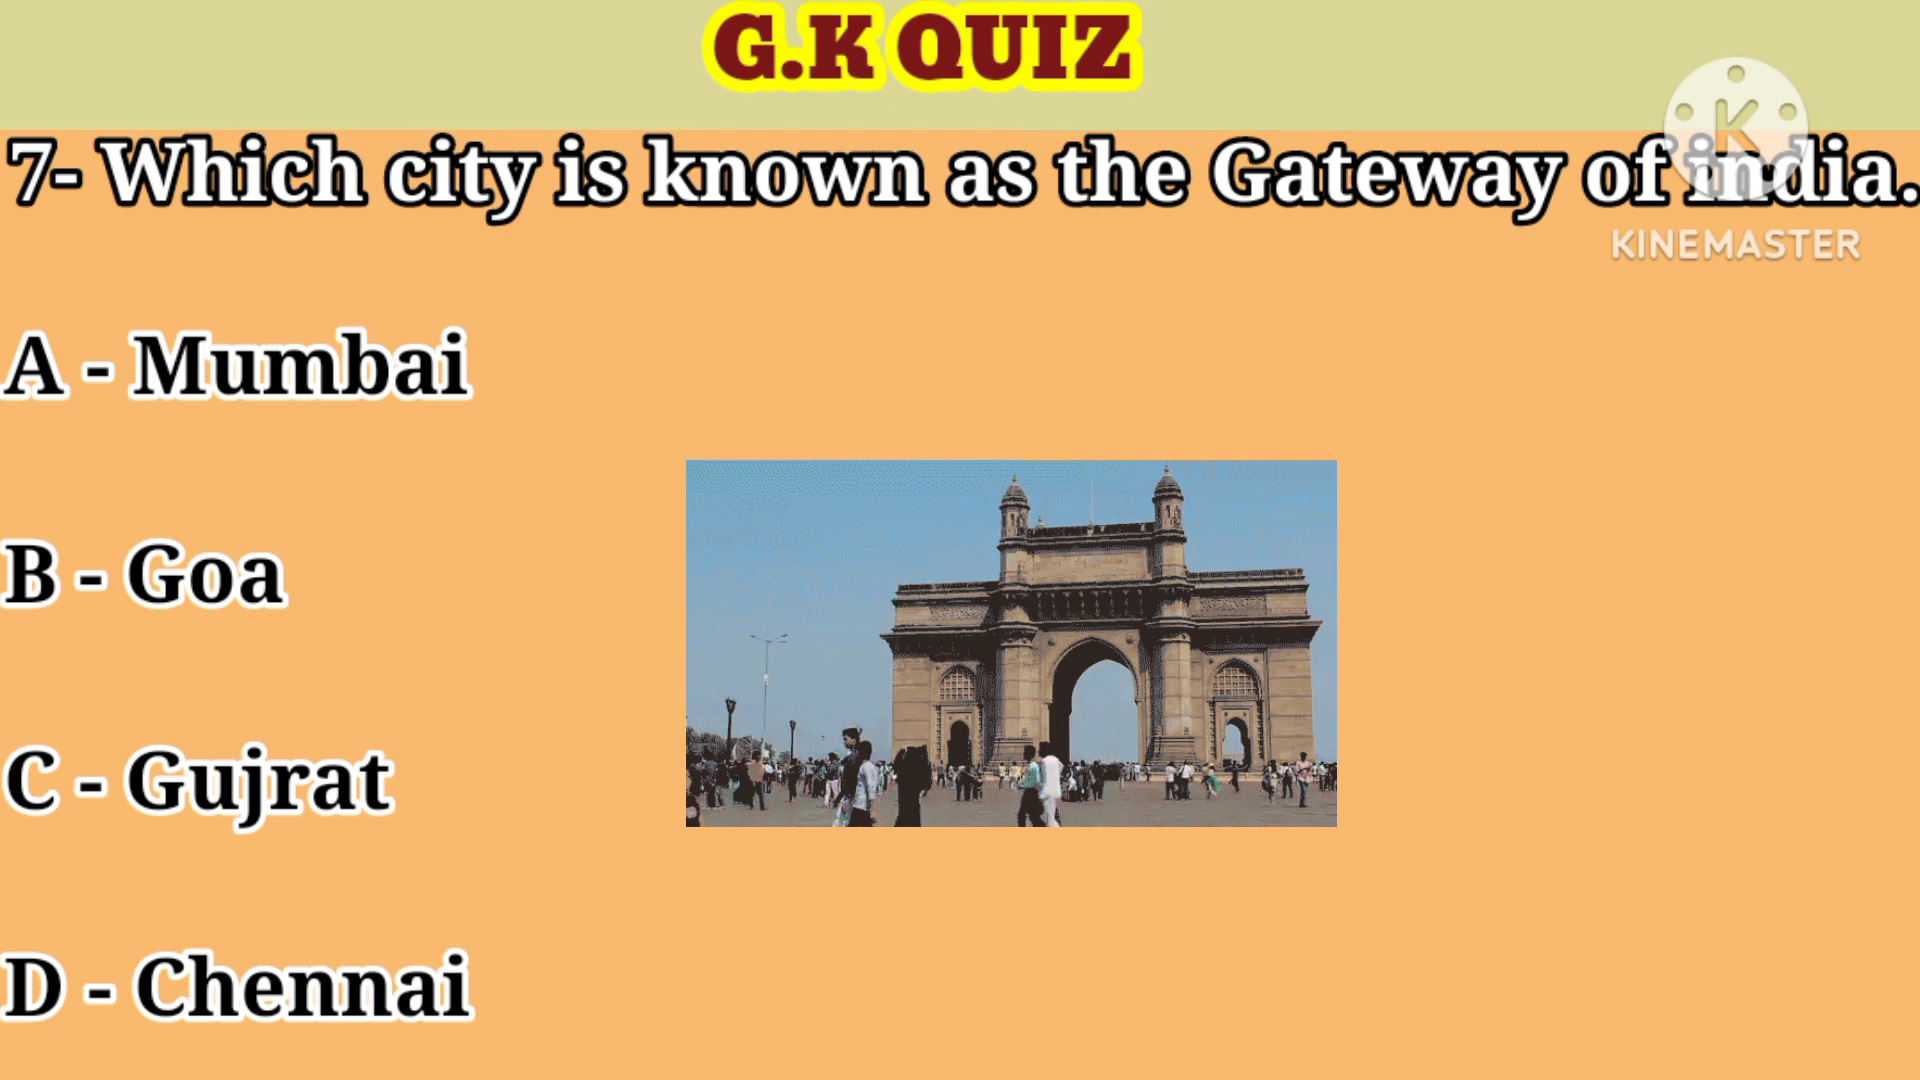 G.K QUIZ
7- Which city is known as the Gateway of india.
K
KINEMASTER
A - Mumbai
B - Goa
C - Gujrat
D - Chennai